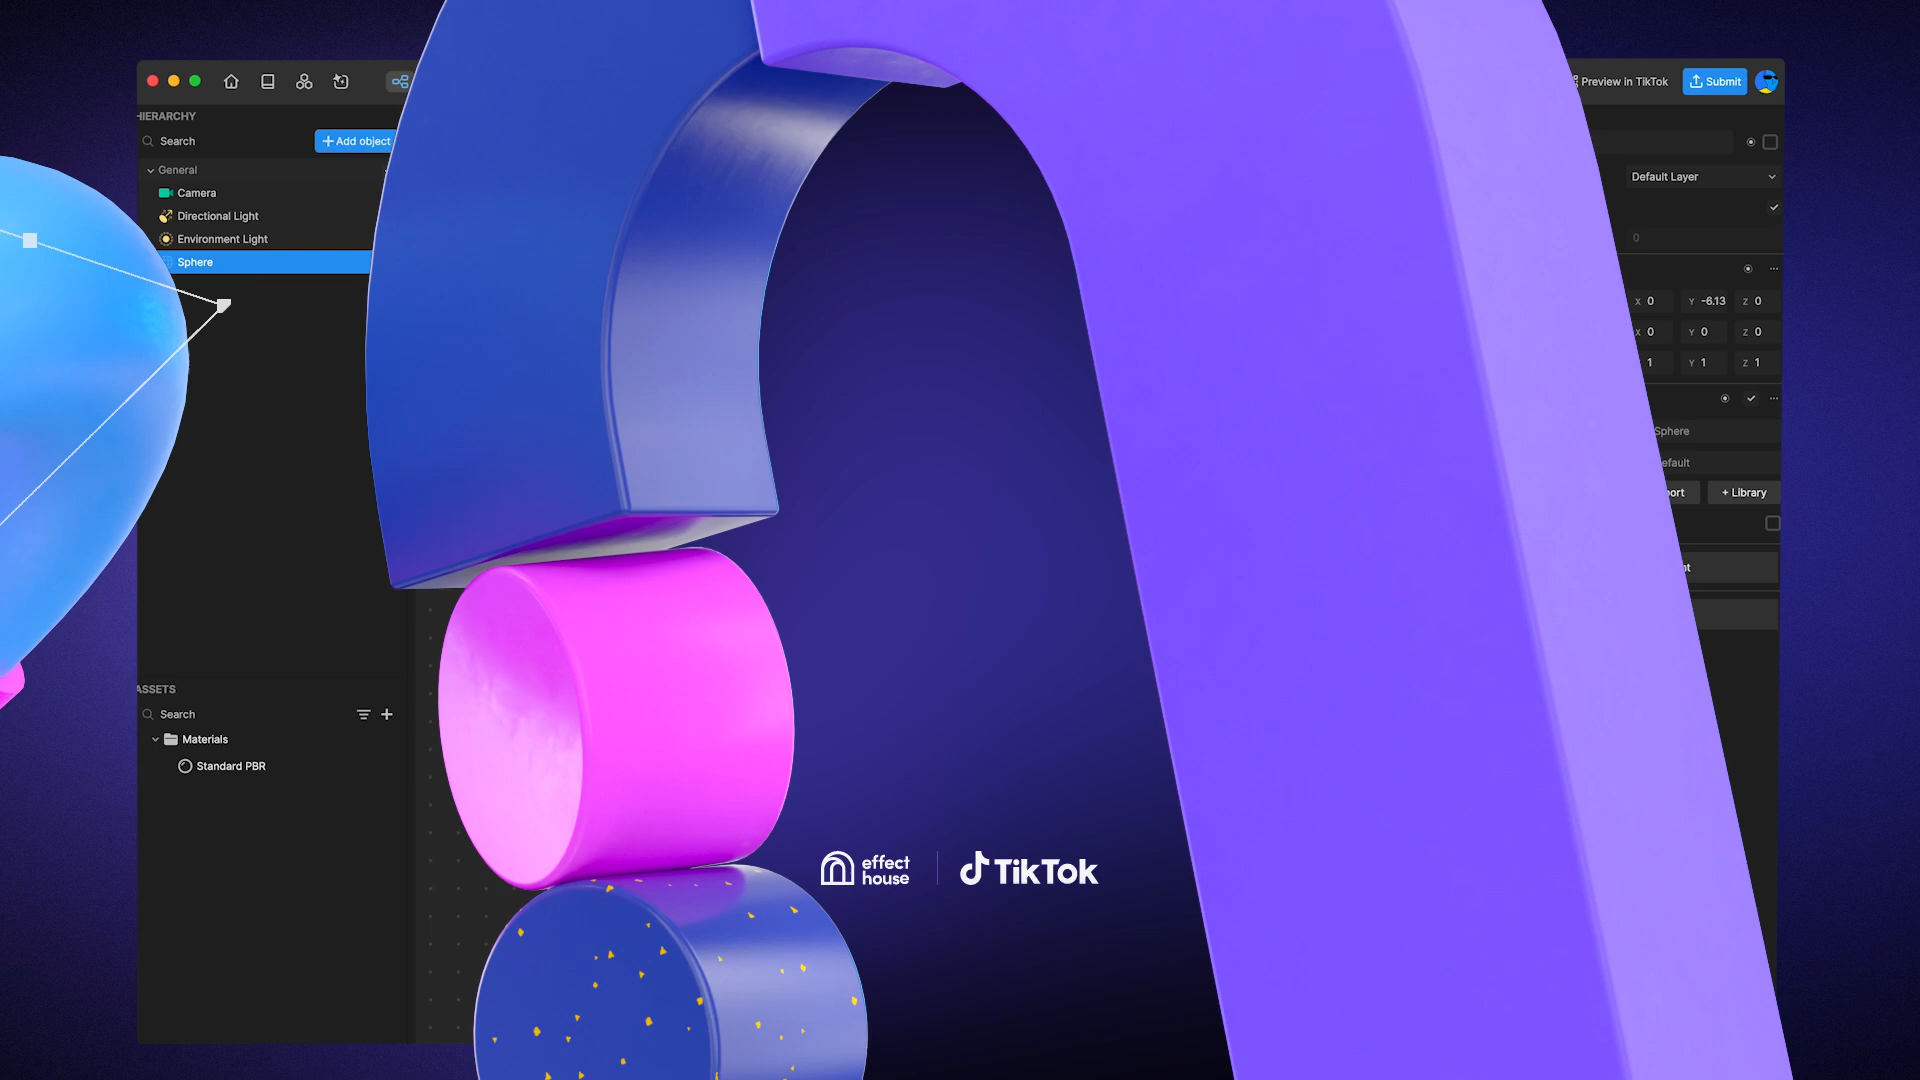 Preview in TikTok
Submit
HIERARCHY
Search
Add object
General
Camera
Directional Light
Environment Light
Sphere
Default Layer
0
X 0 Y -6.13 Z 0
X 0 Y 0 Z 0
1 Y 1 Z 1
Sphere
+ Library
ASSETS
Search
Materials
Standard PBR
effect
house
TikTok